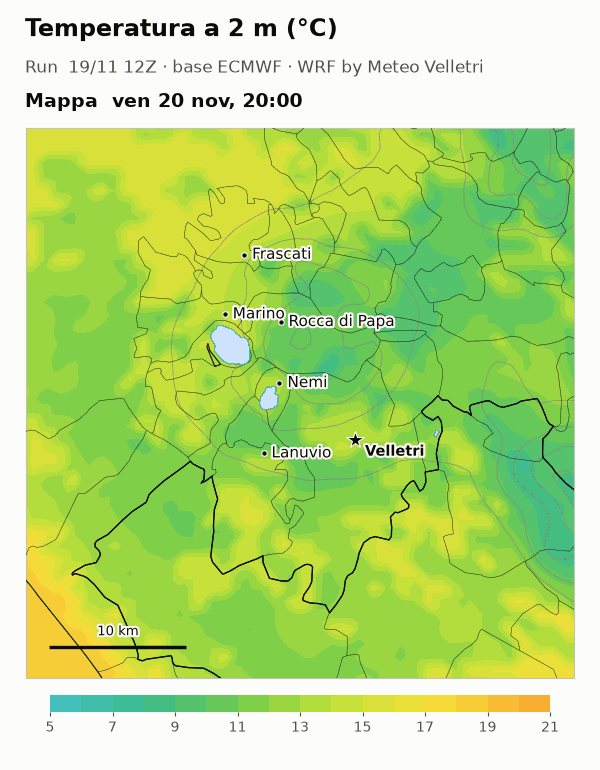 Temperatura a 2 m (°C)
Run  19/11 12Z · base ECMWF · WRF by Meteo Velletri
Mappa  ven 20 nov, 20:00
Frascati
Marino
Rocca di Papa
Nemi
Velletri
Lanuvio
10 km
5 7 9 11 13 15 17 19 21